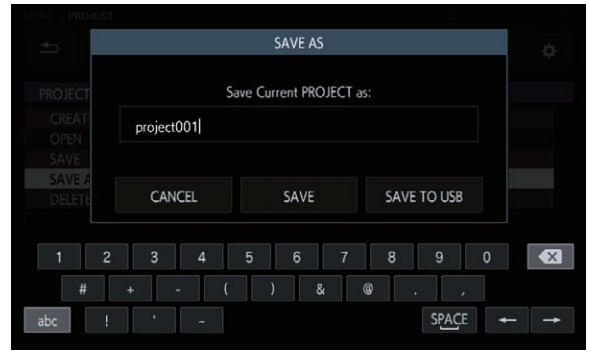 HOME / PROJECT
SAVE AS
PROJECT
Save Current PROJECT as:
CREAT
project001
OPEN
SAVE
SAVE A
DELETE
CANCEL SAVE SAVE TO USB
1 2 3 4 5 6 7 8 9 0
# + - ( ) & @ . ,
abc ! ' ~ SPACE ← →